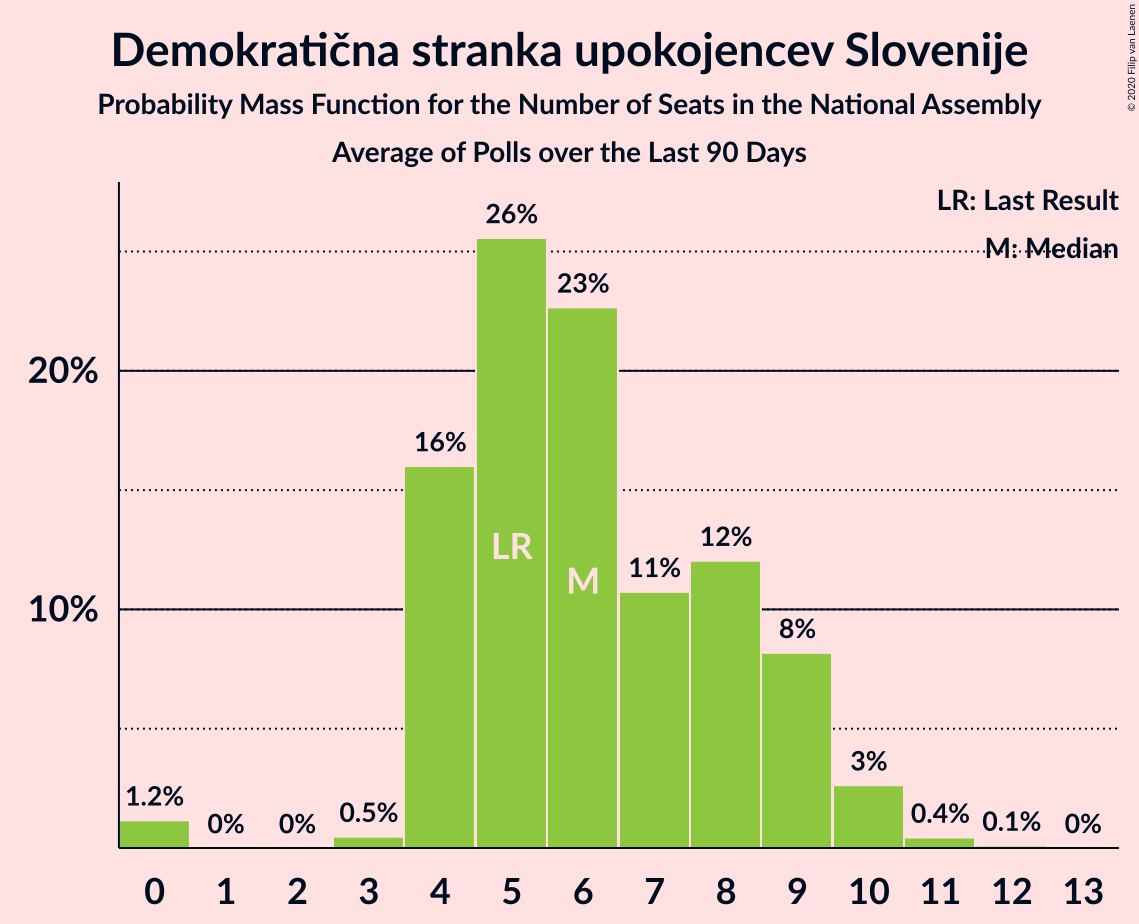 Demokratična stranka upokojencev Slovenije
Probability Mass Function for the Number of Seats in the National Assembly
Average of Polls over the Last 90 Days
© 2020 Filip van Laenen
LR: Last Result
M: Median
26%
23%
20%
16%
12%
11%
10%
8%
3%
1.2%
0%
0%
0.5%
0.4%
0.1%
0%
LR
M
0 1 2 3 4 5 6 7 8 9 10 11 12 13